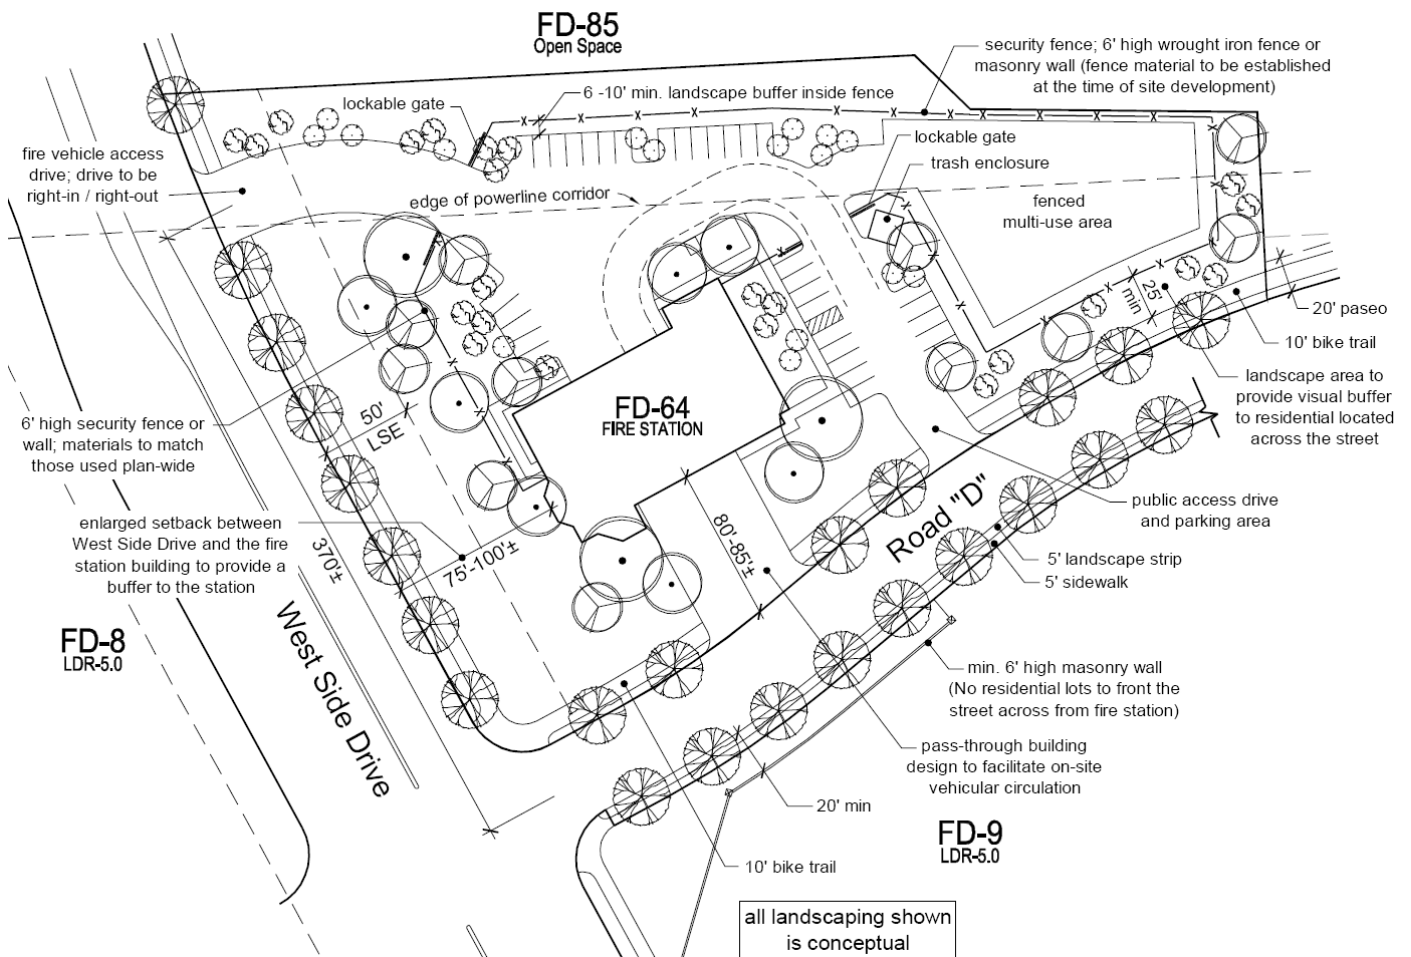 FD-85
Open Space
security fence; 6' high wrought iron fence or
masonry wall (fence material to be established
at the time of site development)
6 -10' min. landscape buffer inside fence
lockable gate
lockable gate
trash enclosure
fire vehicle access
drive; drive to be
right-in / right-out
edge of powerline corridor
fenced
multi-use area
25'
min
20' paseo
10' bike trail
landscape area to
provide visual buffer
to residential located
across the street
FD-64
FIRE STATION
50'
LSE
6' high security fence or
wall; materials to match
those used plan-wide
public access drive
and parking area
Road "D"
80'-85'±
enlarged setback between
West Side Drive and the fire
station building to provide a
buffer to the station
370'±
75'-100'±
5' landscape strip
5' sidewalk
FD-8
LDR-5.0
West Side Drive
min. 6' high masonry wall
(No residential lots to front the
street across from fire station)
pass-through building
design to facilitate on-site
vehicular circulation
20' min
FD-9
LDR-5.0
10' bike trail
all landscaping shown
is conceptual